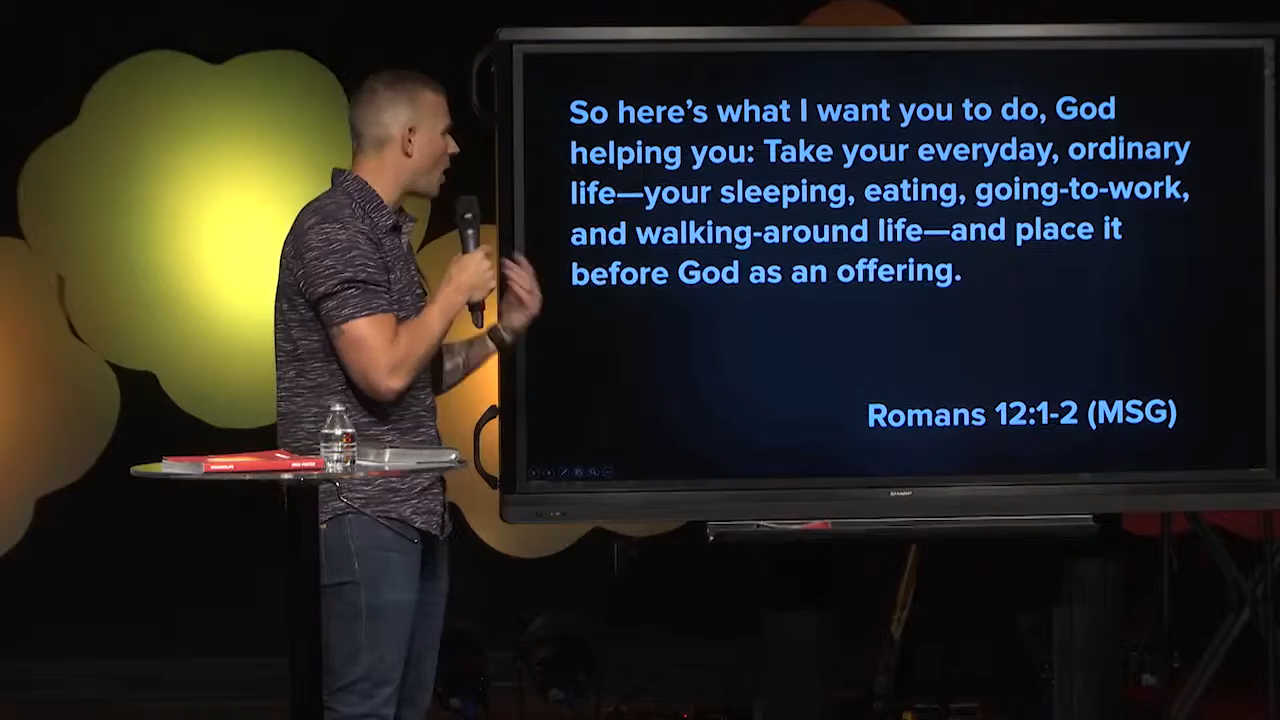 So here’s what I want you to do, God
helping you: Take your everyday, ordinary
life—your sleeping, eating, going-to-work,
and walking-around life—and place it
before God as an offering.
Romans 12:1-2 (MSG)
SHARP